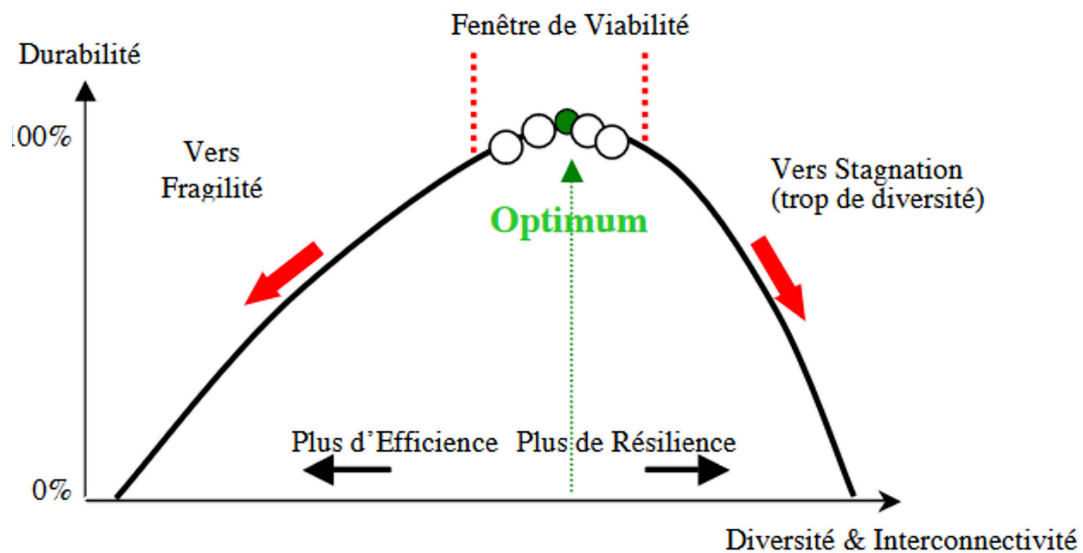 Fenêtre de Viabilité
Durabilité
100%
Vers
Fragilité
Vers Stagnation
(trop de diversité)
Optimum
Plus d’Efficience
Plus de Résilience
0%
Diversité & Interconnectivité